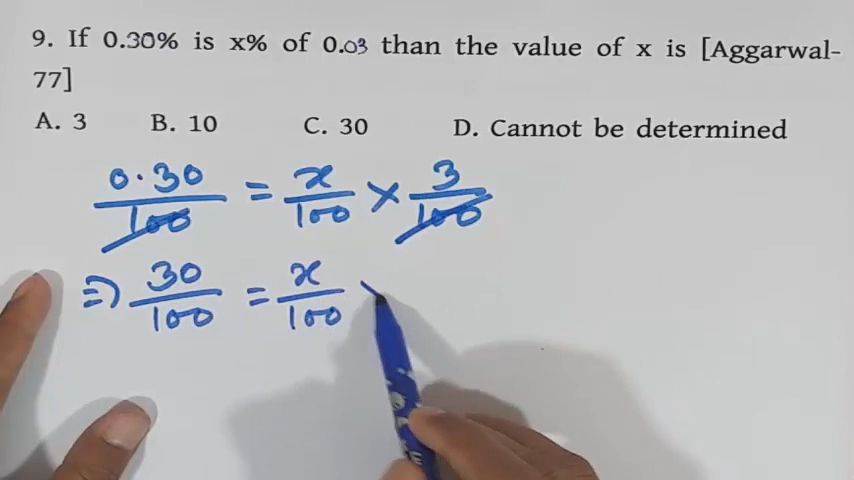 9. If 0.30% is x% of 0.03 than the value of x is [Aggarwal-
77]
A. 3 B. 10 C. 30 D. Cannot be determined
0.30/100 = x/100 × 3/100
⇒ 30/100 = x/100